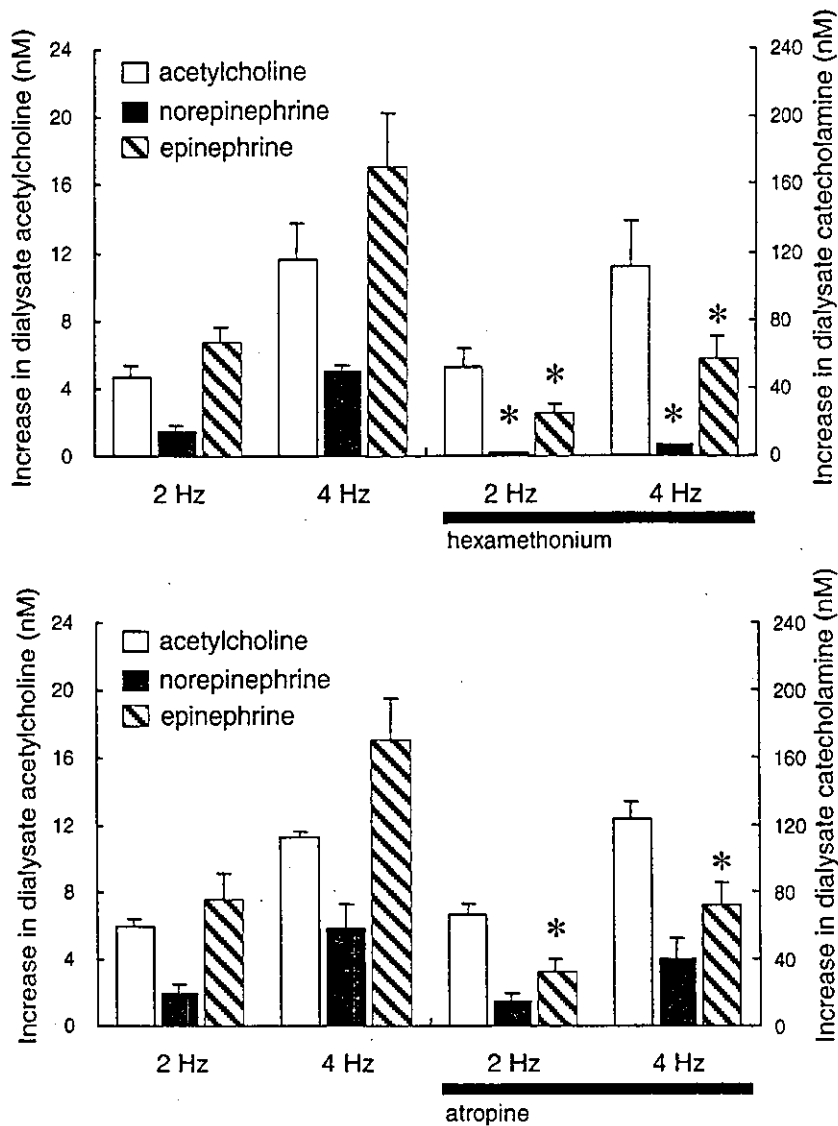 Increase in dialysate acetylcholine (nM)
24
20
16
12
8
4
0
acetylcholine
norepinephrine
epinephrine
*
*
*
*
240
200
160
120
80
40
0
Increase in dialysate catecholamine (nM)
2 Hz
4 Hz
2 Hz
4 Hz
hexamethonium
Increase in dialysate acetylcholine (nM)
24
20
16
12
8
4
0
acetylcholine
norepinephrine
epinephrine
*
*
240
200
160
120
80
40
0
Increase in dialysate catecholamine (nM)
2 Hz
4 Hz
2 Hz
4 Hz
atropine